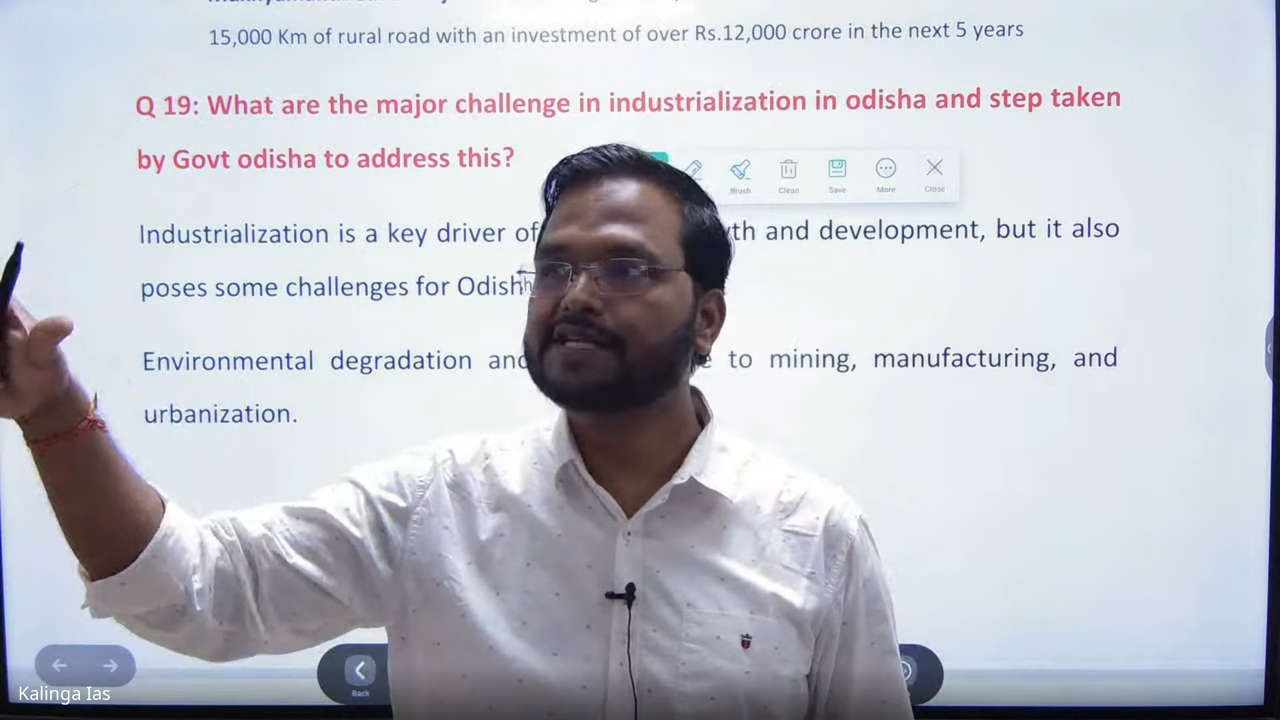 15,000 Km of rural road with an investment of over Rs.12,000 crore in the next 5 years
Q 19: What are the major challenge in industrialization in odisha and step taken
by Govt odisha to address this?
Brush Clean Save More Close
Industrialization is a key driver of and development, but it also
poses some challenges for
Environmental degradation to mining, manufacturing, and
urbanization.
Back
Kalinga Ias